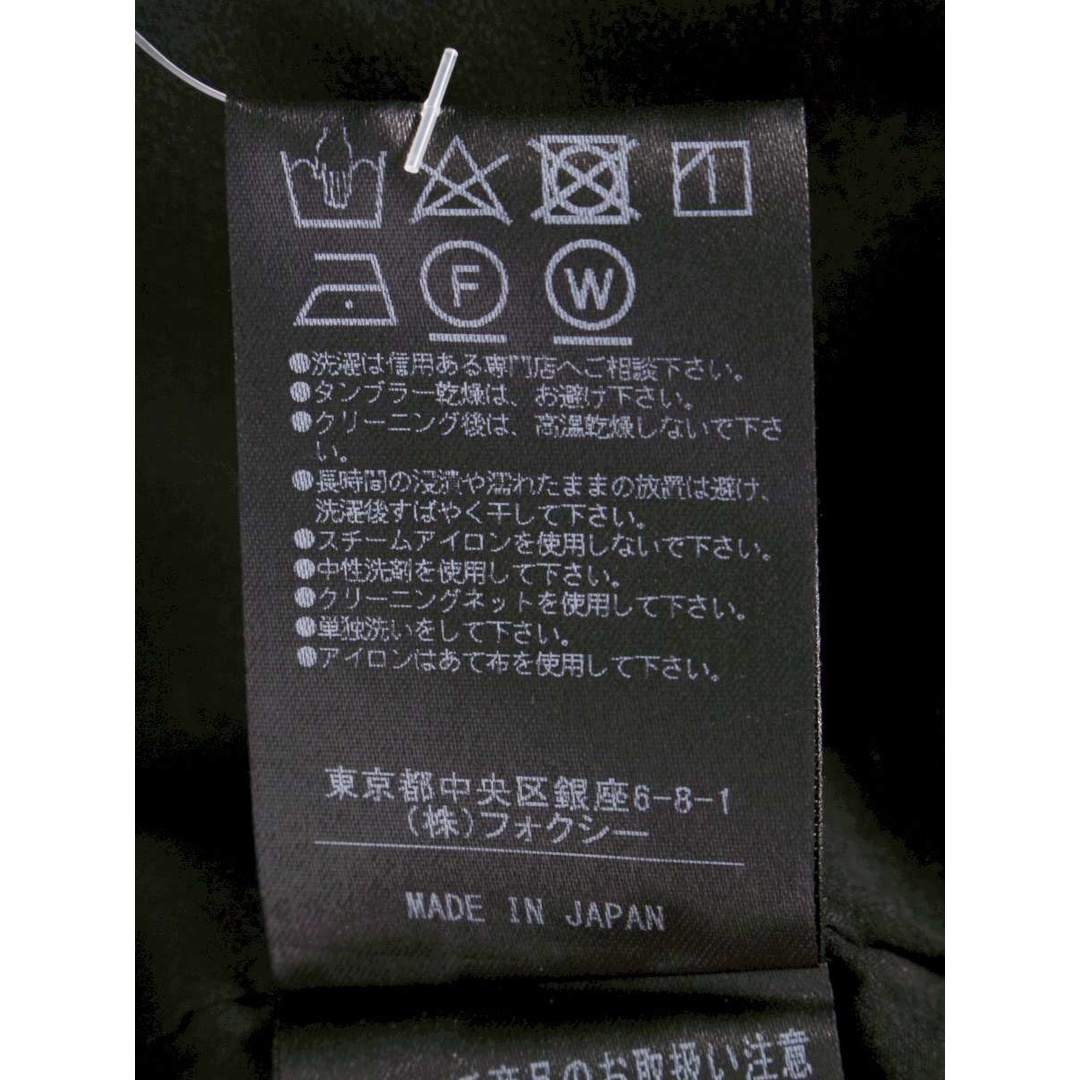 F W
●洗濯は信用ある専門店へご相談下さい。
●タンブラー乾燥は、お避け下さい。
●クリーニング後は、高温乾燥しないで下さ
い。
●長時間の浸漬や濡れたままの放置は避け、
洗濯後すばやく干して下さい。
●スチームアイロンを使用しないで下さい。
●中性洗剤を使用して下さい。
●クリーニングネットを使用して下さい。
●単独洗いをして下さい。
●アイロンはあて布を使用して下さい。
東京都中央区銀座6-8-1
(株)フォクシー
MADE IN JAPAN
商品のお取扱い注意